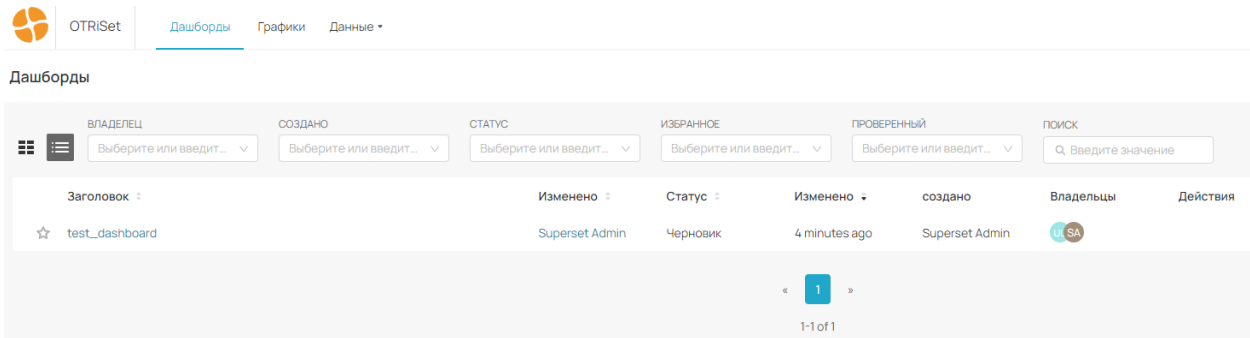 OTRiSet Дашборды Графики Данные
Дашборды
ВЛАДЕЛЕЦ СОЗДАНО СТАТУС ИЗБРАННОЕ ПРОВЕРЕННЫЙ ПОИСК
Выберите или введит... Выберите или введит... Выберите или введит... Выберите или введит... Выберите или введит... Введите значение
Заголовок Изменено Статус Изменено создано Владельцы Действия
test_dashboard Superset Admin Черновик 4 minutes ago Superset Admin SA
« 1 »
1-1 of 1